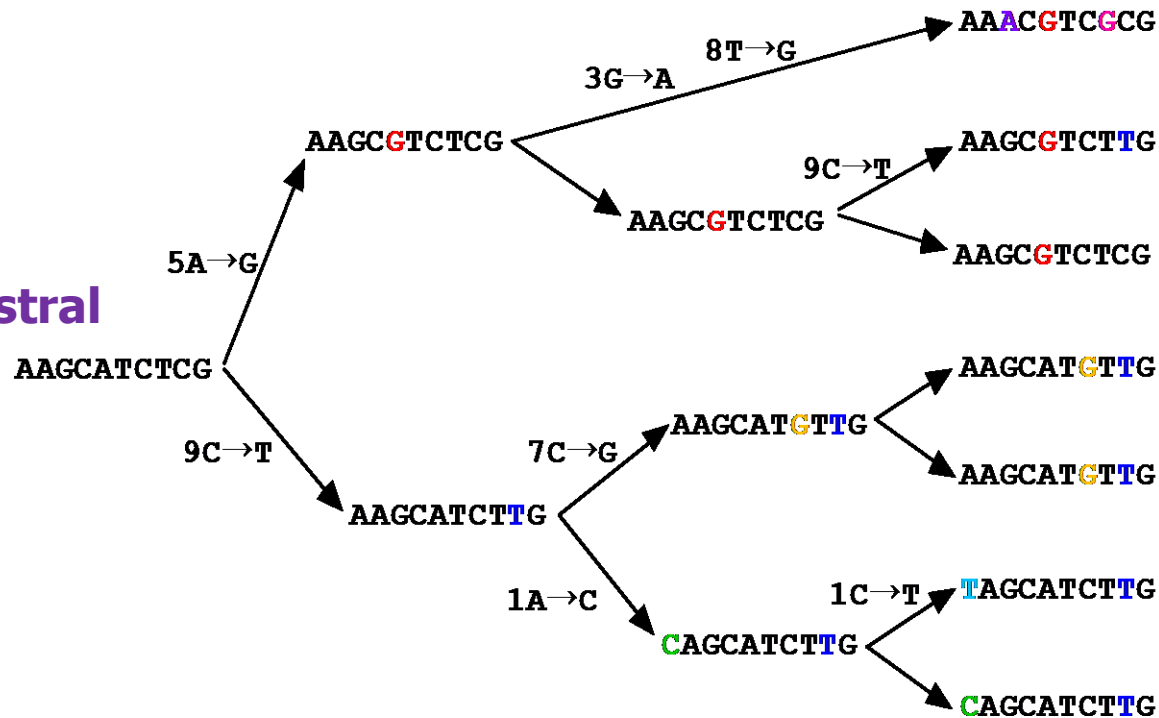 AAACGTCGCG
8T→G
3G→A
AAGCGTCTCG
AAGCGTCTTG
9C→T
AAGCGTCTCG
AAGCGTCTCG
5A→G
stral
AAGCATCTCG
AAGCATGTTG
AAGCATGTTG
9C→T
7C→G
AAGCATGTTG
AAGCATCTTG
1A→C
1C→T
TAGCATCTTG
CAGCATCTTG
CAGCATCTTG